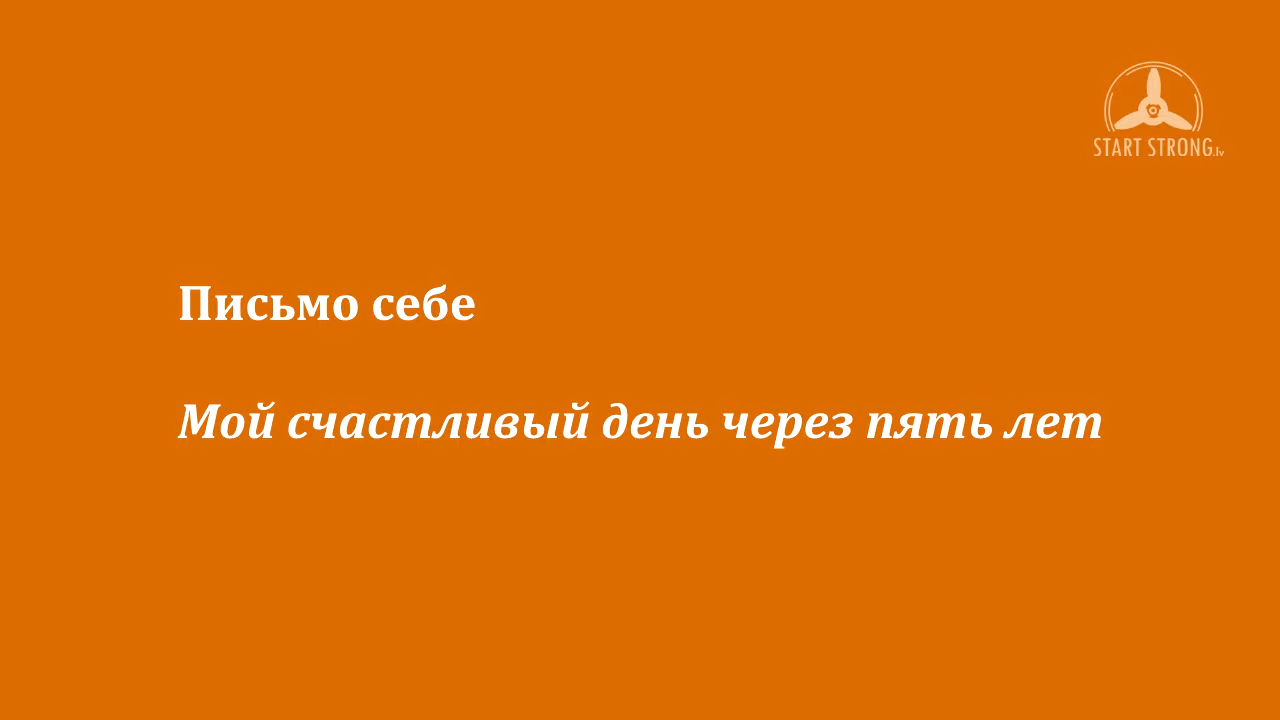 START STRONG.lv
Письмо себе
Мой счастливый день через пять лет